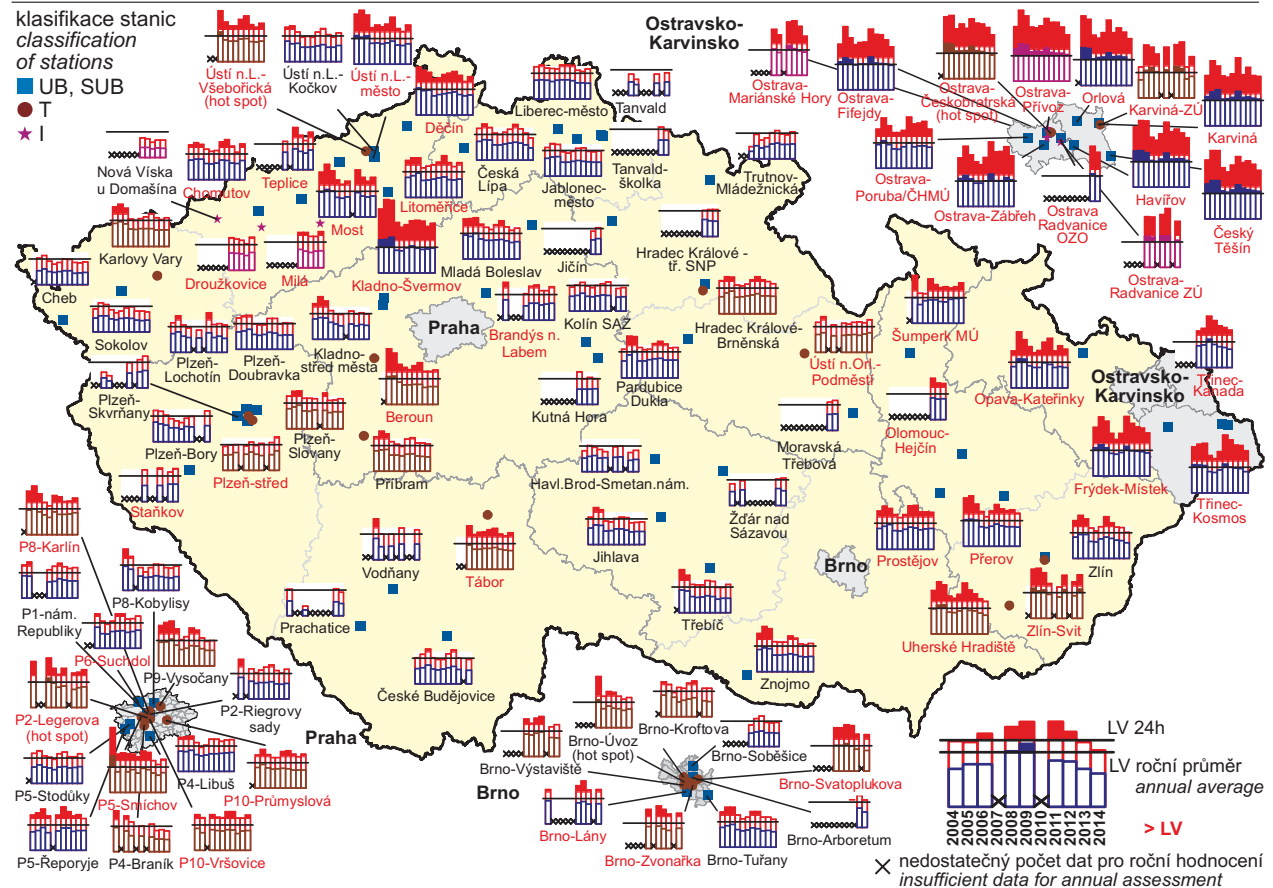 klasifikace stanic
classification
of stations
UB, SUB
T
I
Ústí n.L.-
Všebořická
(hot spot)
Ústí n.L.-
Kočkov
Ústí n.L.-
město
Děčín
Liberec-město
Tanvald
Ostravsko-
Karvinsko
Ostrava-
Mariánské Hory
Ostrava-
Fifejdy
Ostrava-
Českobratrská
(hot spot)
Ostrava-
Přívoz
Orlová
Karviná-ZÚ
Karviná
Nová Víska
u Domašína
Chomutov
Teplice
Most
Litoměřice
Česká
Lípa
Jablonec-
město
Tanvald-
školka
Trutnov-
Mládežnická
Ostrava-
Poruba/ČHMÚ
Ostrava-Zábřeh
Ostrava
Radvanice
OZO
Havířov
Český
Těšín
Ostrava-
Radvanice ZÚ
Karlovy Vary
Droužkovice
Milá
Kladno-Švermov
Mladá Boleslav
Jičín
Hradec Králové -
tř. SNP
Cheb
Sokolov
Plzeň-
Lochotín
Plzeň-
Doubravka
Kladno-
střed města
Praha
Brandýs n.
Labem
Kolín SAZ
Hradec Králové-
Brněnská
Šumperk MÚ
Ústí n.Orl.-
Podměstí
Opava-Kateřinky
Ostravsko-
Karvinsko
Třinec-
Kanada
Plzeň-
Skvrňany
Plzeň-Bory
Plzeň-
Slovany
Beroun
Kutná Hora
Pardubice
Dukla
Moravská
Třebová
Olomouc-
Hejčín
Plzeň-střed
Příbram
Havl.Brod-Smetan.nám.
Žďár nad
Sázavou
Frýdek-Místek
Třinec-
Kosmos
Staňkov
P8-Karlín
Vodňany
Tábor
Jihlava
Brno
Prostějov
Přerov
Zlín
P1-nám.
Republiky
P8-Kobylisy
Prachatice
Třebíč
Uherské Hradiště
Zlín-Svit
P6-Suchdol
P9-Vysočany
České Budějovice
Znojmo
P2-Legerova
(hot spot)
P2-Riegrovy
sady
Praha
P5-Stodůky
P5-Smíchov
P4-Libuš
P10-Průmyslová
P5-Řeporyje
P4-Braník
P10-Vršovice
Brno-Výstaviště
Brno-Úvoz
(hot spot)
Brno-Kroftova
Brno-Soběšice
Brno-Svatoplukova
Brno
Brno-Lány
Brno-Zvonařka
Brno-Tuřany
Brno-Arboretum
LV 24h
LV roční průměr
annual average
2004
2005
2006
2007
2008
2009
2010
2011
2012
2013
2014
> LV
× nedostatečný počet dat pro roční hodnocení
insufficient data for annual assessment